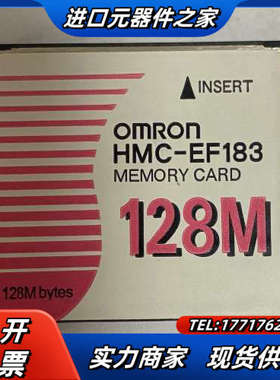 进口元器件之家
▲ INSERT
OMRON
HMC-EF183
MEMORY CARD
128M
128M bytes
开
票
TEL:1771762
实力商家 现货供